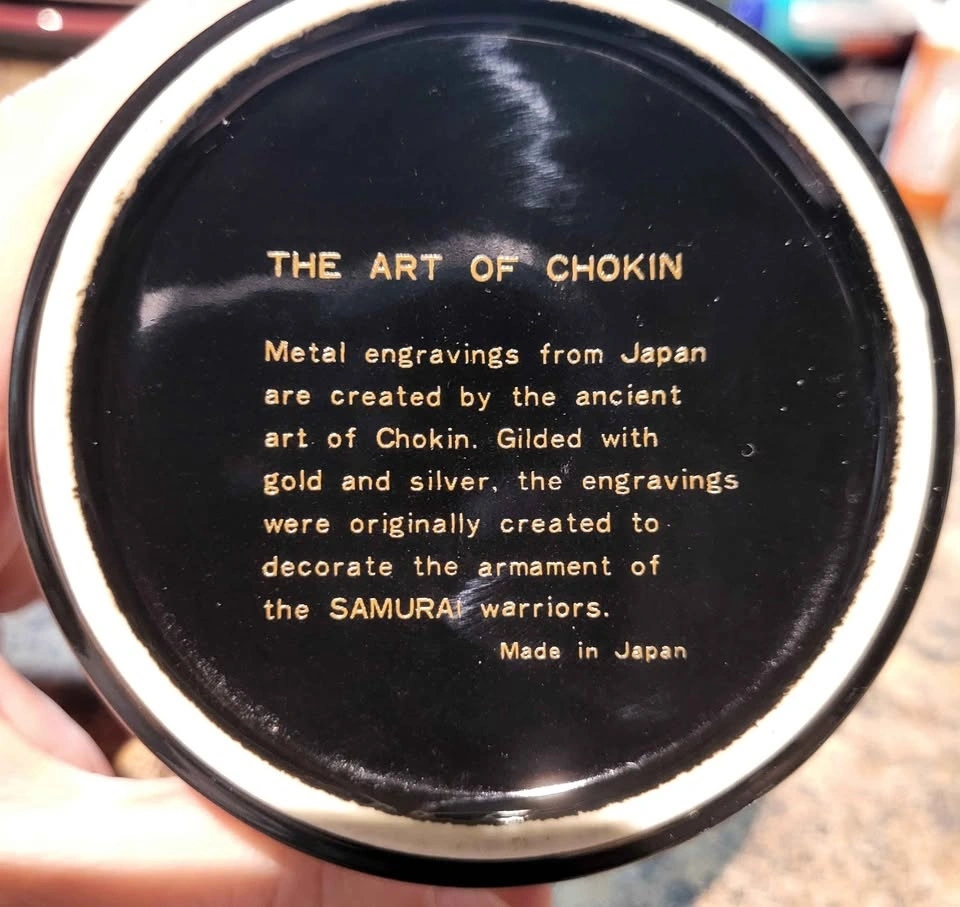 THE ART OF CHOKIN
Metal engravings from Japan
are created by the ancient
art of Chokin. Gilded with
gold and silver, the engravings
were originally created to
decorate the armament of
the SAMURAI warriors.
Made in Japan